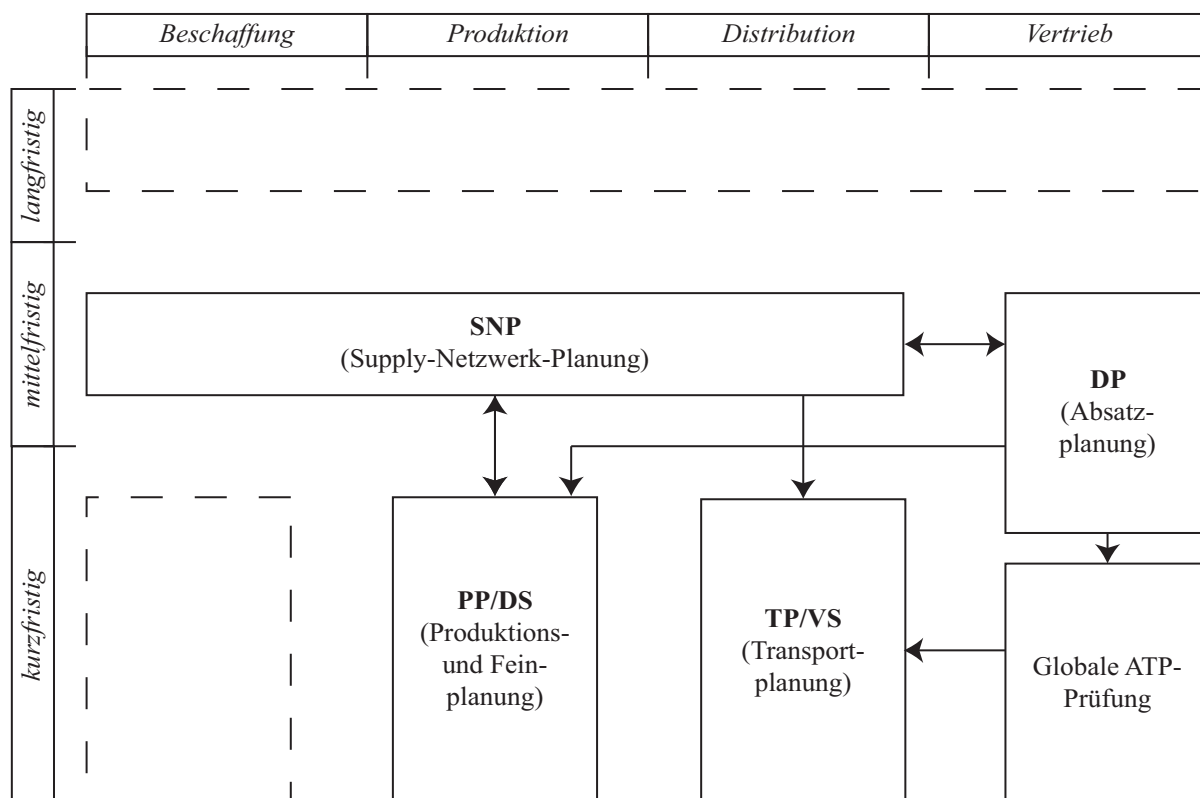 Beschaffung
Produktion
Distribution
Vertrieb
langfristig
mittelfristig
kurzfristig
SNP
(Supply-Netzwerk-Planung)
DP
(Absatz-
planung)
PP/DS
(Produktions-
und Fein-
planung)
TP/VS
(Transport-
planung)
Globale ATP-
Prüfung